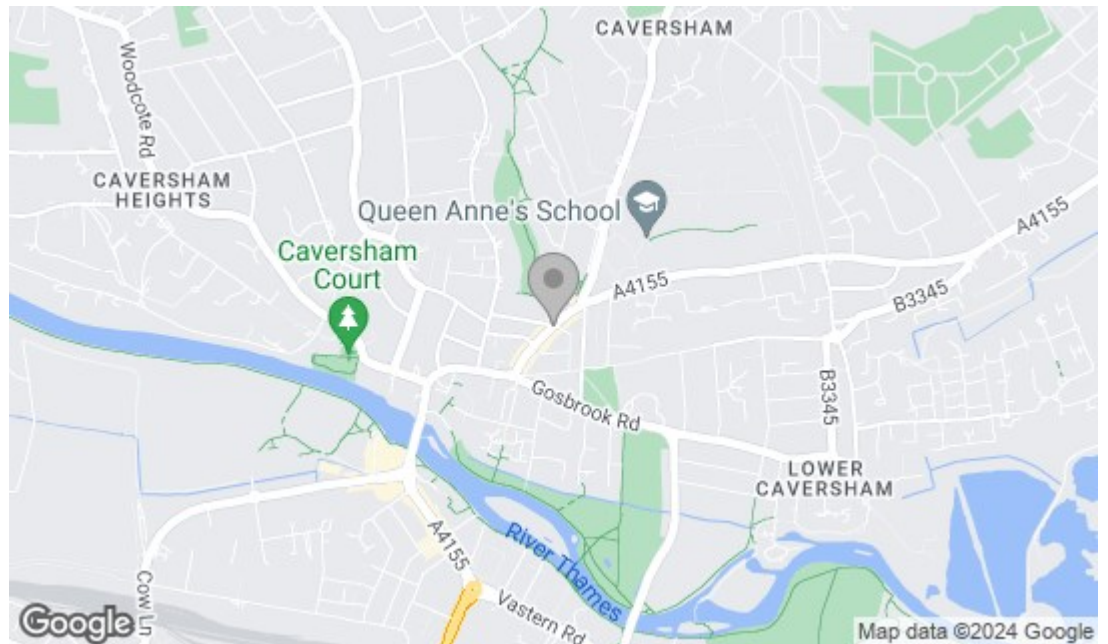 CAVERSHAM
Woodcote Rd
CAVERSHAM
HEIGHTS
Queen Anne's School
A4155
Caversham
Court
A4155
B3345
B3345
Gosbrook Rd
LOWER
CAVERSHAM
A4155
River Thames
Cow Ln
Vastern Rd
Google
Map data ©2024 Google